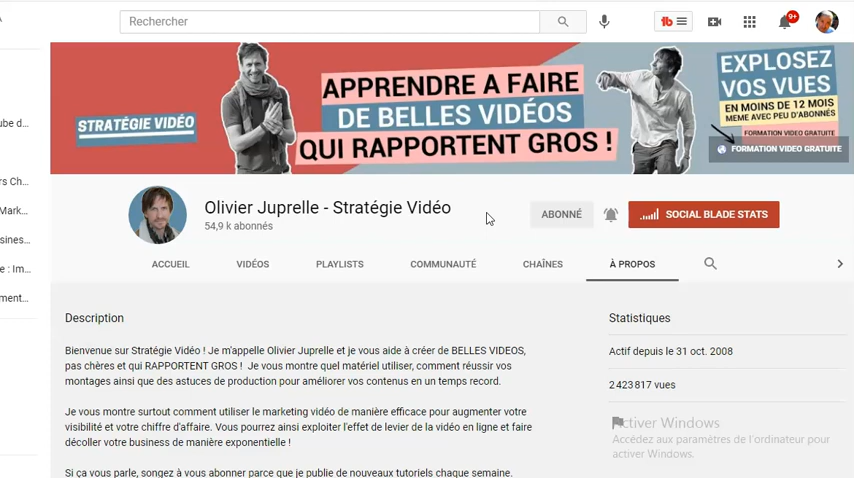 Rechercher
9+
STRATÉGIE VIDÉO
APPRENDRE A FAIRE
DE BELLES VIDÉOS
QUI RAPPORTENT GROS !
EXPLOSEZ
VOS VUES
EN MOINS DE 12 MOIS
MEME AVEC PEU D'ABONNÉS
FORMATION VIDEO GRATUITE
FORMATION VIDEO GRATUITE
ube d...
rs Ch...
Mark...
sines...
e : Im...
ment...
Olivier Juprelle - Stratégie Vidéo
54,9 k abonnés
ABONNÉ
SOCIAL BLADE STATS
ACCUEIL VIDÉOS PLAYLISTS COMMUNAUTÉ CHAÎNES À PROPOS
Description
Bienvenue sur Stratégie Vidéo ! Je m'appelle Olivier Juprelle et je vous aide à créer de BELLES VIDEOS,
pas chères et qui RAPPORTENT GROS ! Je vous montre quel matériel utiliser, comment réussir vos
montages ainsi que des astuces de production pour améliorer vos contenus en un temps record.
Je vous montre surtout comment utiliser le marketing vidéo de manière efficace pour augmenter votre
visibilité et votre chiffre d'affaire. Vous pourrez ainsi exploiter l'effet de levier de la vidéo en ligne et faire
décoller votre business de manière exponentielle !
Si ça vous parle, songez à vous abonner parce que je publie de nouveaux tutoriels chaque semaine.
Statistiques
Actif depuis le 31 oct. 2008
2 423 817 vues
Activer Windows
Accédez aux paramètres de l'ordinateur pour
activer Windows.